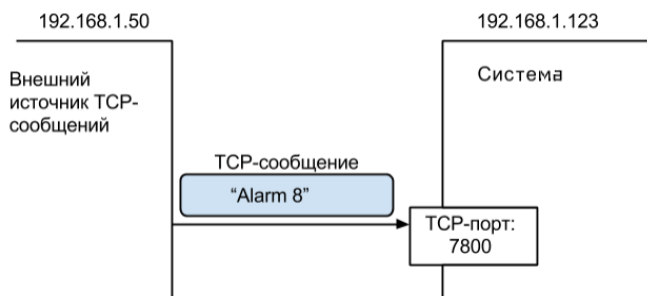 192.168.1.50
192.168.1.123
Внешний
источник TCP-
сообщений
Система
TCP-сообщение
“Alarm 8”
TCP-порт:
7800